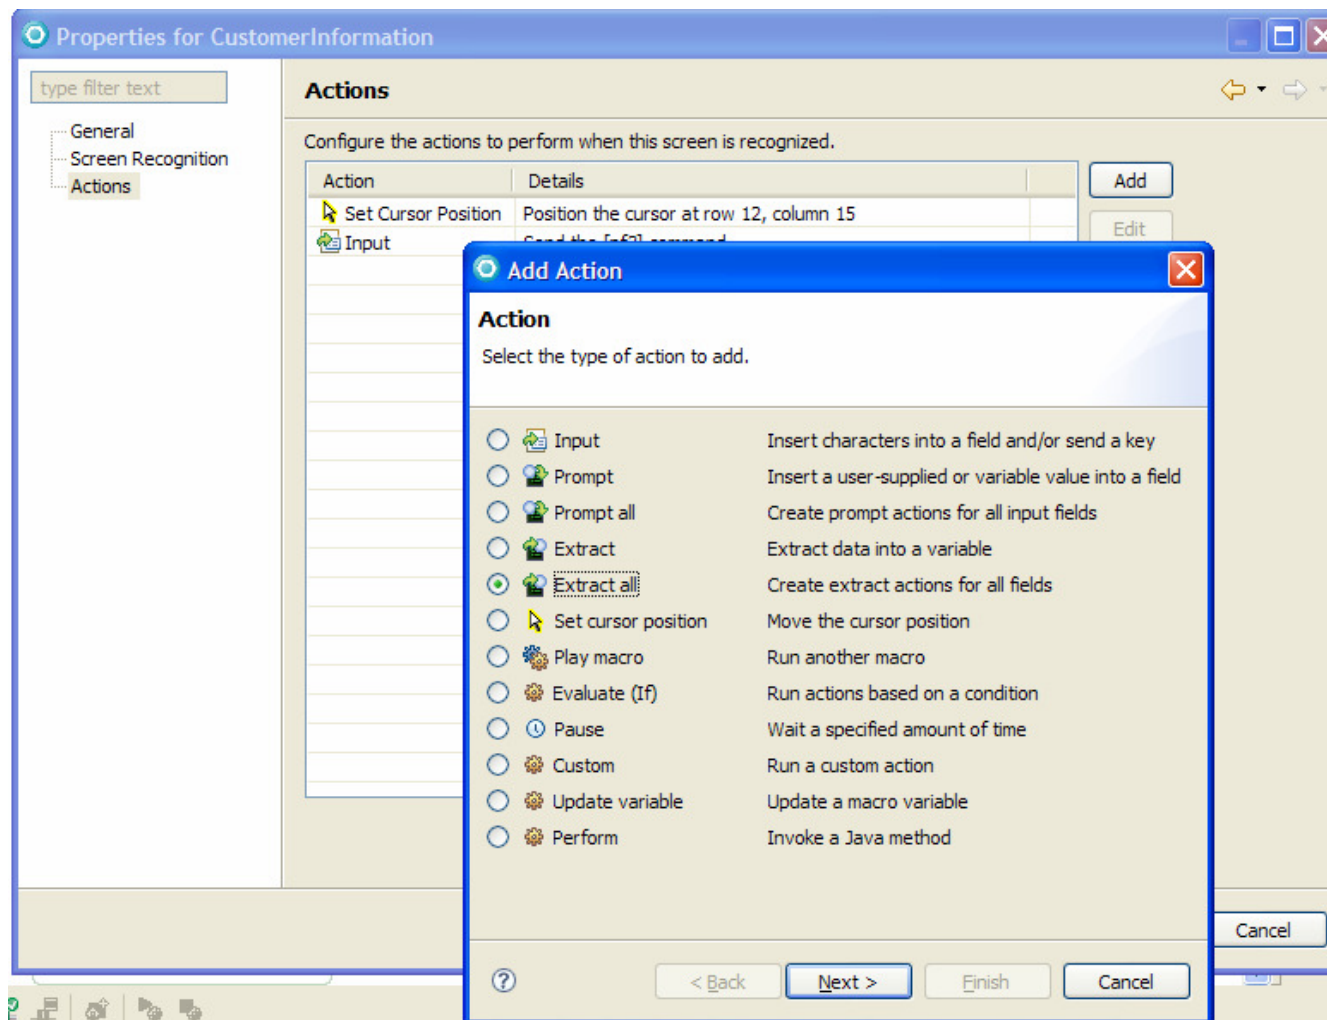 Properties for CustomerInformation
type filter text
General
Screen Recognition
Actions
Actions
Configure the actions to perform when this screen is recognized.
Action Details
Set Cursor Position Position the cursor at row 12, column 15
Input
Add
Edit
Add Action
Action
Select the type of action to add.
Input Insert characters into a field and/or send a key
Prompt Insert a user-supplied or variable value into a field
Prompt all Create prompt actions for all input fields
Extract Extract data into a variable
Extract all Create extract actions for all fields
Set cursor position Move the cursor position
Play macro Run another macro
Evaluate (If) Run actions based on a condition
Pause Wait a specified amount of time
Custom Run a custom action
Update variable Update a macro variable
Perform Invoke a Java method
< Back Next > Finish Cancel
Cancel